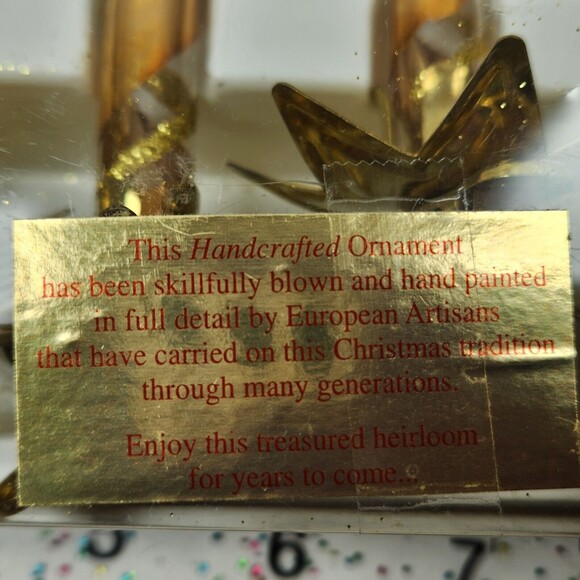 This Handcrafted Ornament
has been skillfully blown and hand painted
in full detail by European Artisans
that have carried on this Christmas tradition
through many generations.
Enjoy this treasured heirloom
for years to come...
5 6 7